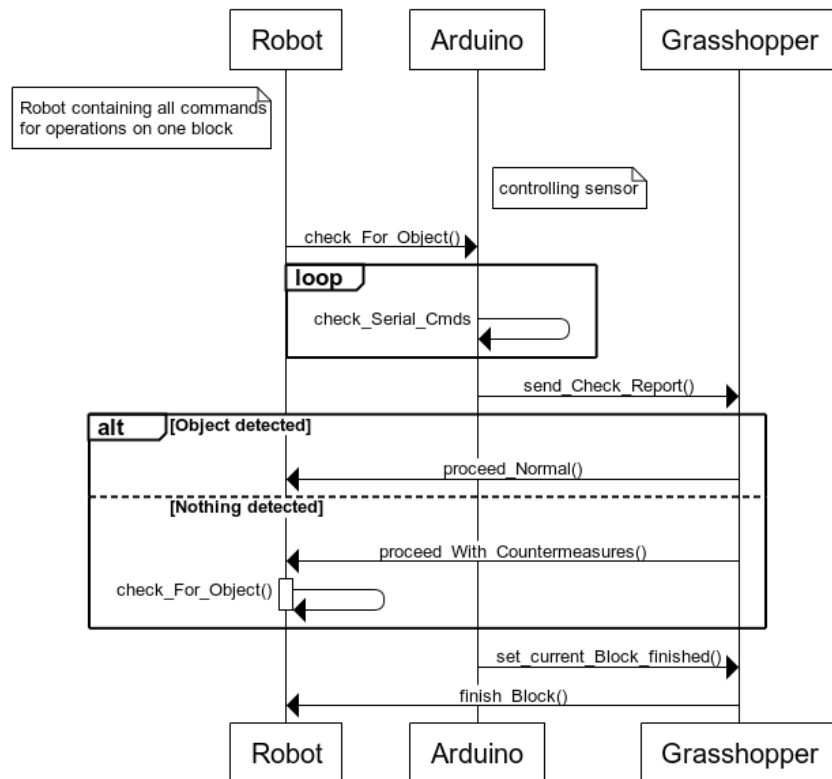 Robot
Arduino
Grasshopper
Robot containing all commands
for operations on one block
controlling sensor
check_For_Object()
loop
check_Serial_Cmds
send_Check_Report()
alt
[Object detected]
proceed_Normal()
[Nothing detected]
proceed_With_Countermeasures()
check_For_Object()
set_current_Block_finished()
finish_Block()
Robot
Arduino
Grasshopper